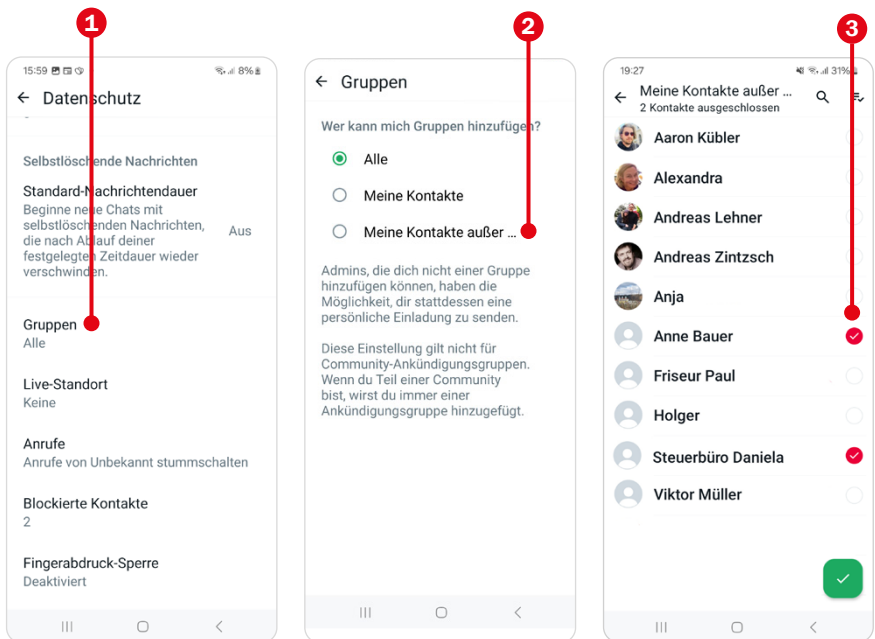 1
2
3
15:59 8%
Datenschutz
Selbstlöschende Nachrichten
Standard-Nachrichtendauer
Beginne neue Chats mit
selbstlöschenden Nachrichten,
die nach Ablauf deiner
festgelegten Zeitdauer wieder
verschwinden.
Aus
Gruppen
Alle
Live-Standort
Keine
Anrufe
Anrufe von Unbekannt stummschalten
Blockierte Kontakte
2
Fingerabdruck-Sperre
Deaktiviert
Gruppen
Wer kann mich Gruppen hinzufügen?
Alle
Meine Kontakte
Meine Kontakte außer ...
Admins, die dich nicht einer Gruppe
hinzufügen können, haben die
Möglichkeit, dir stattdessen eine
persönliche Einladung zu senden.
Diese Einstellung gilt nicht für
Community-Ankündigungsgruppen.
Wenn du Teil einer Community
bist, wirst du immer einer
Ankündigungsgruppe hinzugefügt.
19:27 31%
Meine Kontakte außer ...
2 Kontakte ausgeschlossen
Aaron Kübler
Alexandra
Andreas Lehner
Andreas Zintzsch
Anja
Anne Bauer
Friseur Paul
Holger
Steuerbüro Daniela
Viktor Müller